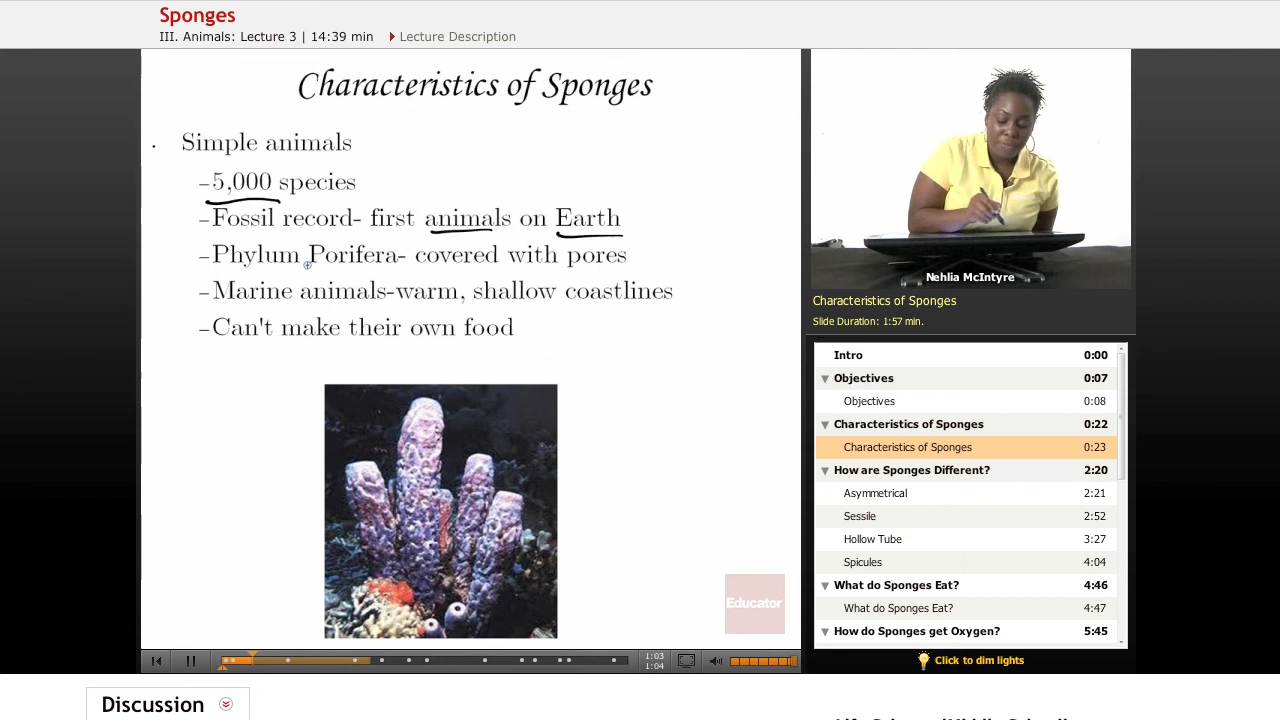 Sponges
III. Animals: Lecture 3 | 14:39 min
Lecture Description
Characteristics of Sponges
· Simple animals
–5,000 species
–Fossil record- first animals on Earth
–Phylum Porifera- covered with pores
–Marine animals-warm, shallow coastlines
–Can't make their own food
Educator
1:03
1:04
Nehlia McIntyre
Characteristics of Sponges
Slide Duration: 1:57 min.
Intro 0:00
Objectives 0:07
Objectives 0:08
Characteristics of Sponges 0:22
Characteristics of Sponges 0:23
How are Sponges Different? 2:20
Asymmetrical 2:21
Sessile 2:52
Hollow Tube 3:27
Spicules 4:04
What do Sponges Eat? 4:46
What do Sponges Eat? 4:47
How do Sponges get Oxygen? 5:45
Click to dim lights
Discussion